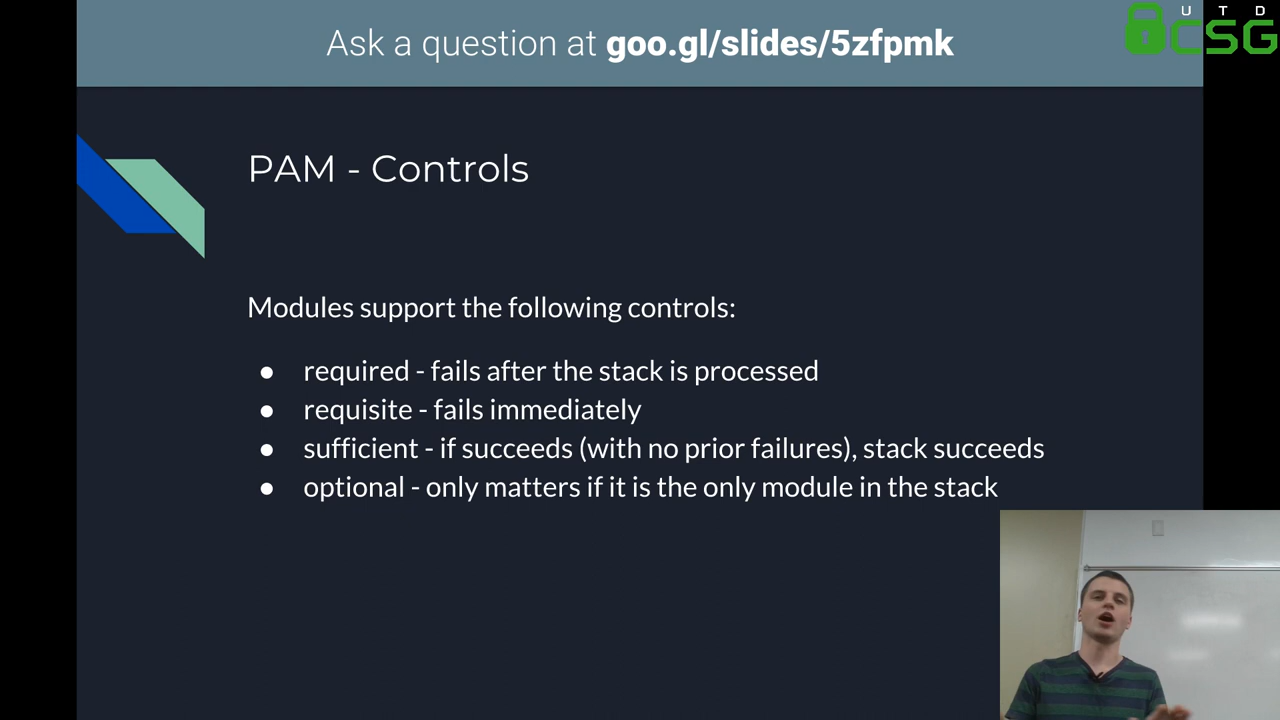 Ask a question at goo.gl/slides/5zfpmk
UTD
CSG
PAM - Controls
Modules support the following controls:
● required - fails after the stack is processed
● requisite - fails immediately
● sufficient - if succeeds (with no prior failures), stack succeeds
● optional - only matters if it is the only module in the stack